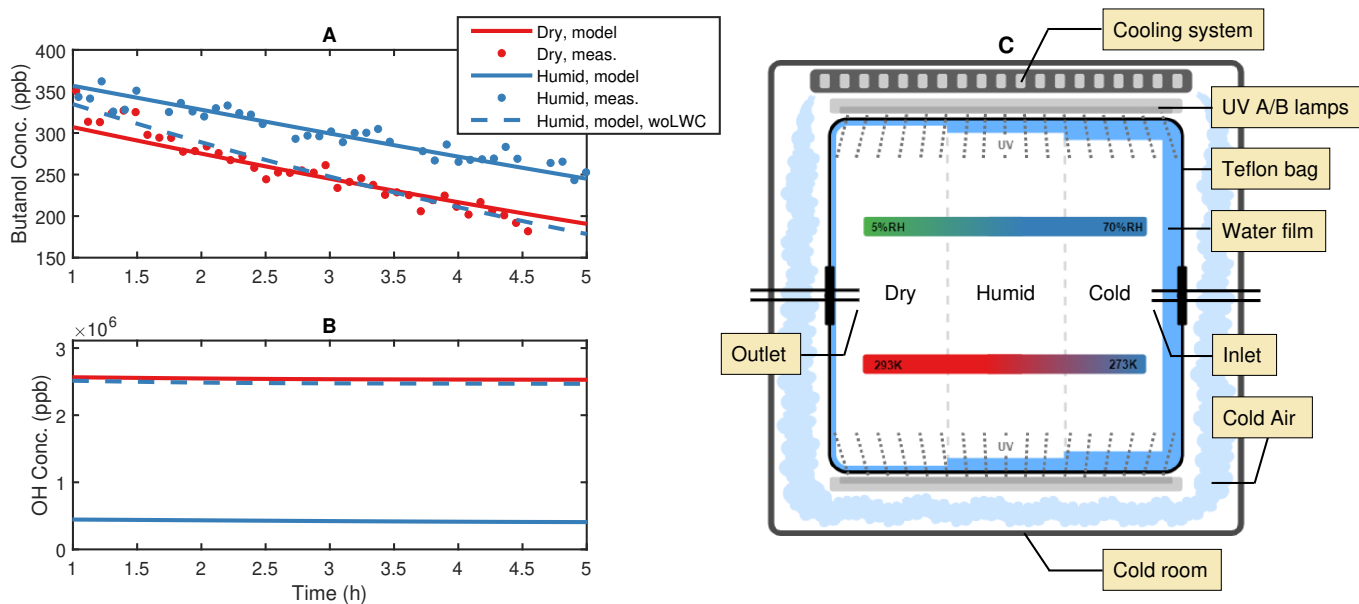 A
Dry, model
Dry, meas.
Humid, model
Humid, meas.
Humid, model, woLWC
400
350
300
250
200
150
Butanol Conc. (ppb)
1
1.5
2
2.5
3
3.5
4
4.5
5
B
×10⁶
3
2
1
0
OH Conc. (ppb)
1
1.5
2
2.5
3
3.5
4
4.5
5
Time (h)
C
Cooling system
UV A/B lamps
UV
Teflon bag
5%RH
70%RH
Water film
Dry
Humid
Cold
Outlet
Inlet
293K
273K
Cold Air
UV
Cold room